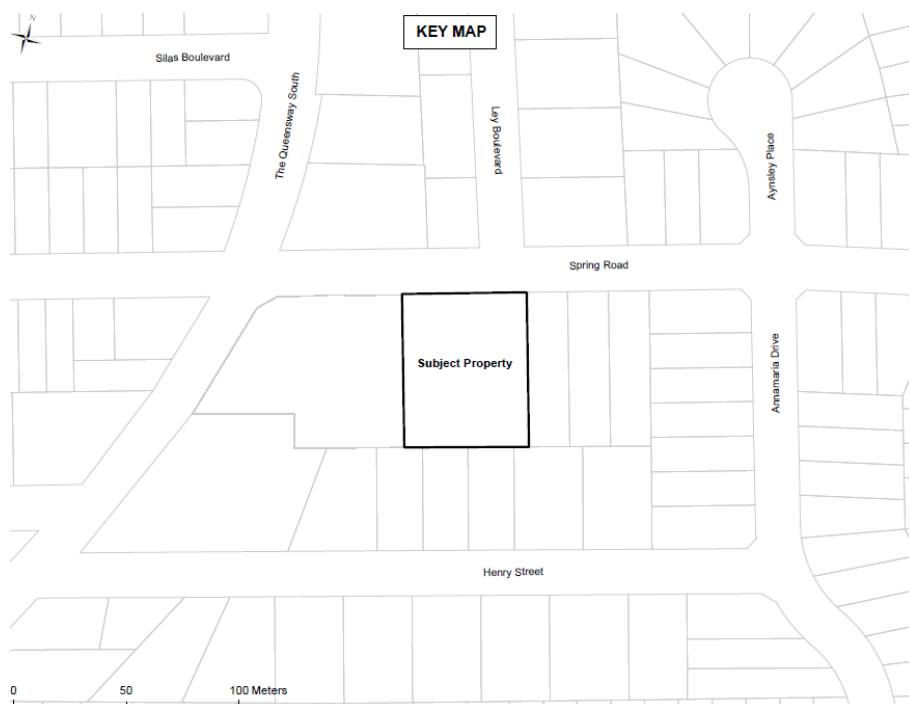 N
KEY MAP
Silas Boulevard
The Queensway South
Ley Boulevard
Aynsley Place
Spring Road
Subject Property
Annamaria Drive
Henry Street
0 50 100 Meters